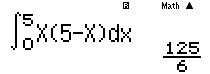 R Math ▲
∫₀⁵X(5-X)dx
125/6